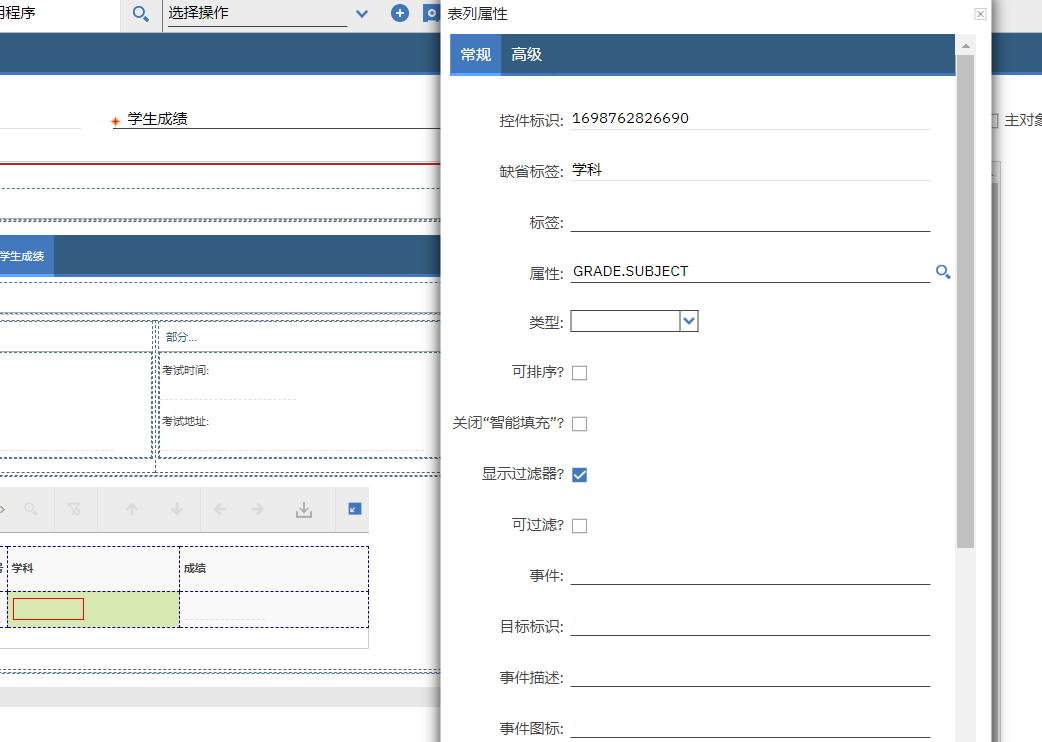 用程序
选择操作
学生成绩
学生成绩
部分...
考试时间:
考试地址:
学科
成绩
表列属性
常规
高级
控件标识: 1698762826690
缺省标签: 学科
标签:
属性: GRADE.SUBJECT
类型:
可排序?
关闭“智能填充”?
显示过滤器?
可过滤?
事件:
目标标识:
事件描述:
事件图标:
主对象